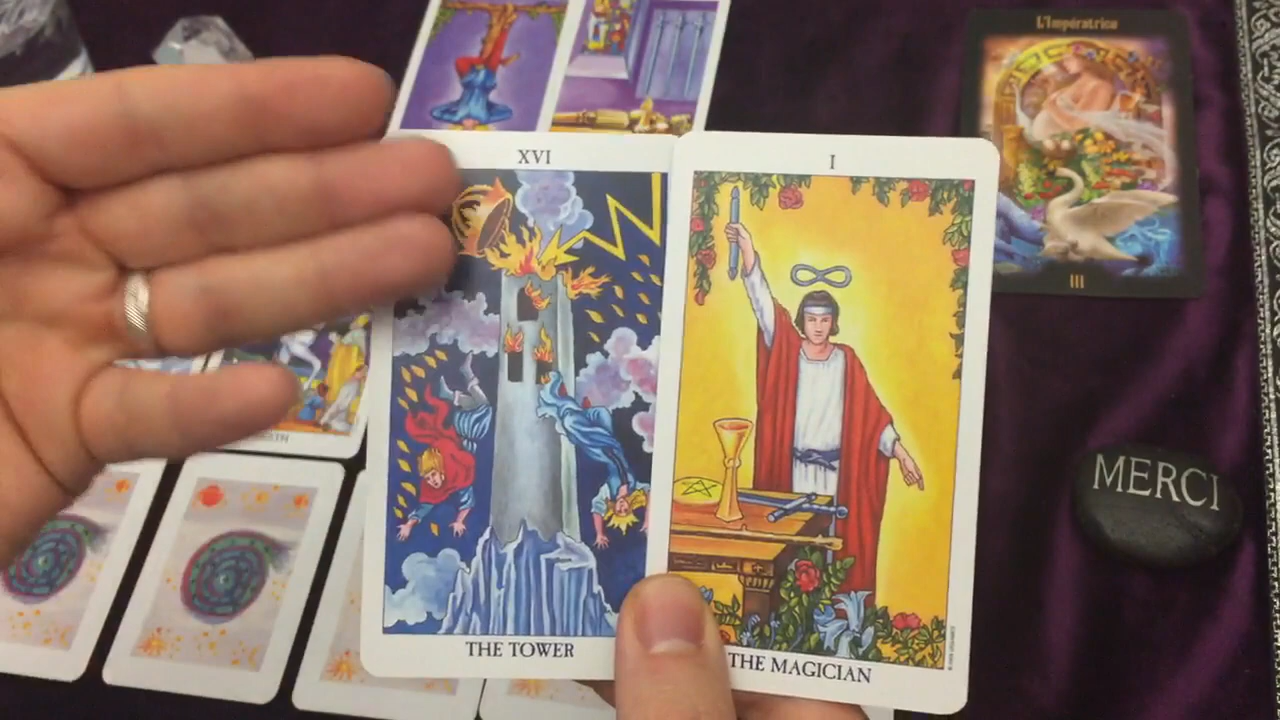 L'Impératrice
XVI
I
III
MERCI
THE TOWER
THE MAGICIAN